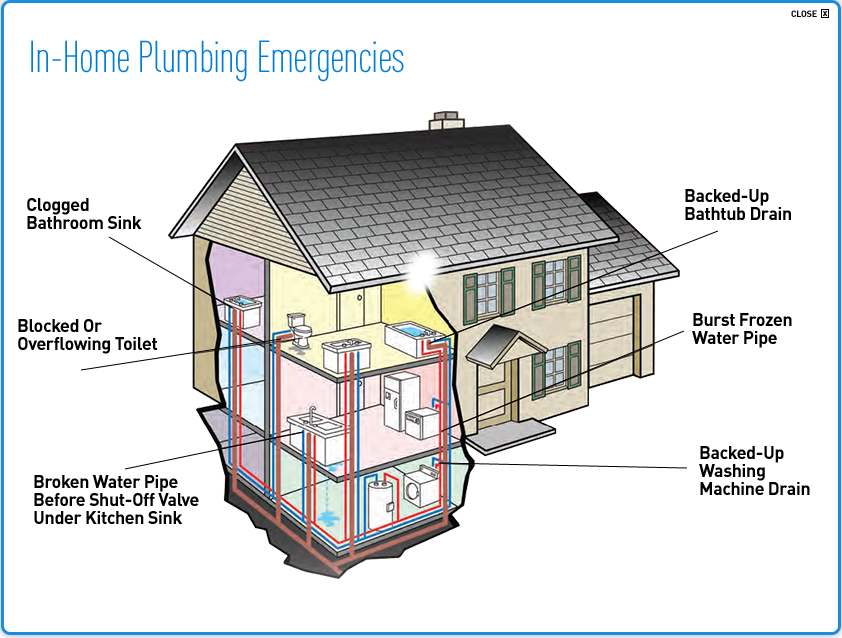 CLOSE X
In-Home Plumbing Emergencies
Clogged
Bathroom Sink
Backed-Up
Bathtub Drain
Blocked Or
Overflowing Toilet
Burst Frozen
Water Pipe
Broken Water Pipe
Before Shut-Off Valve
Under Kitchen Sink
Backed-Up
Washing
Machine Drain